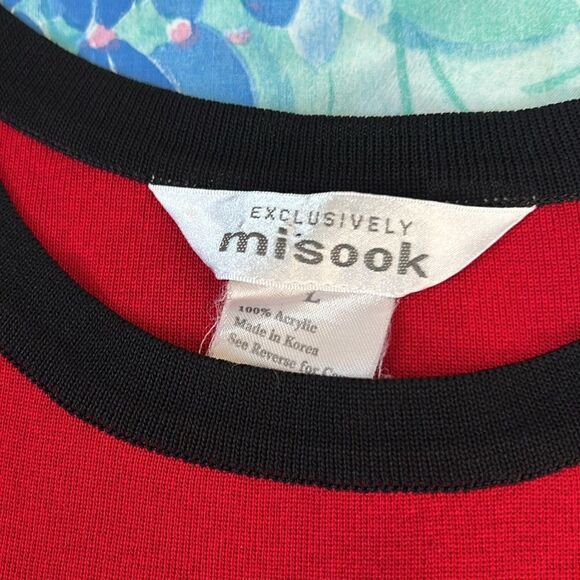 EXCLUSIVELY
misook
L
100% Acrylic
Made in Korea
See Reverse for